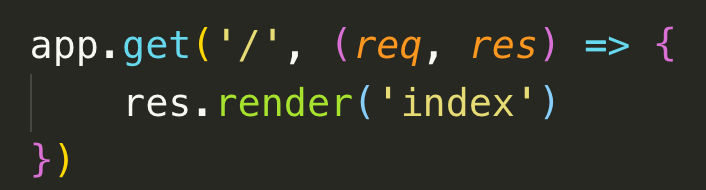 app.get('/', (req, res) => {
    res.render('index')
})